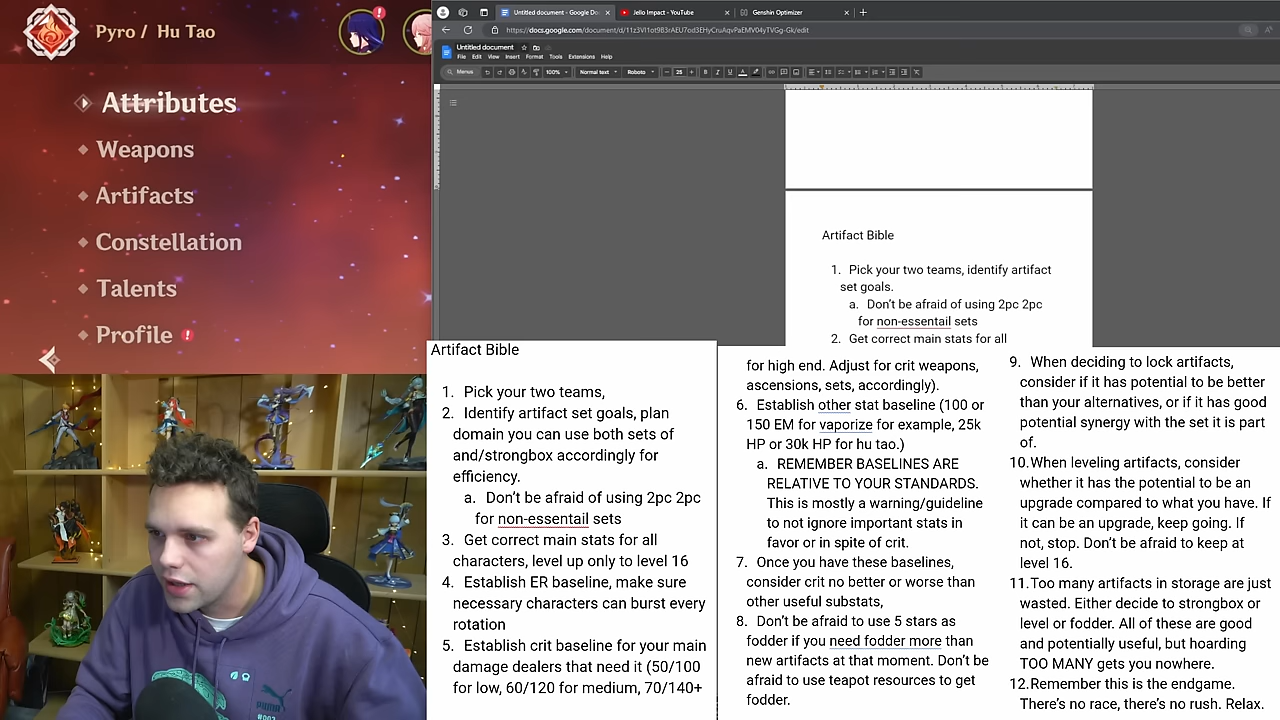 Pyro / Hu Tao
Attributes
Weapons
Artifacts
Constellation
Talents
Profile
Untitled document - Google Doc
Jello Impact - YouTube
Genshin Optimizer
Untitled document
File Edit View Insert Format Tools Extensions Help
Menus 100% Normal text Roboto 25
Artifact Bible
1. Pick your two teams, identify artifact
set goals.
a. Don't be afraid of using 2pc 2pc
for non-essentail sets
2. Get correct main stats for all
Artifact Bible
1. Pick your two teams,
2. Identify artifact set goals, plan
domain you can use both sets of
and/strongbox accordingly for
efficiency.
a. Don't be afraid of using 2pc 2pc
for non-essentail sets
3. Get correct main stats for all
characters, level up only to level 16
4. Establish ER baseline, make sure
necessary characters can burst every
rotation
5. Establish crit baseline for your main
damage dealers that need it (50/100
for low, 60/120 for medium, 70/140+
for high end. Adjust for crit weapons,
ascensions, sets, accordingly).
6. Establish other stat baseline (100 or
150 EM for vaporize for example, 25k
HP or 30k HP for hu tao.)
a. REMEMBER BASELINES ARE
RELATIVE TO YOUR STANDARDS.
This is mostly a warning/guideline
to not ignore important stats in
favor or in spite of crit.
7. Once you have these baselines,
consider crit no better or worse than
other useful substats,
8. Don't be afraid to use 5 stars as
fodder if you need fodder more than
new artifacts at that moment. Don't be
afraid to use teapot resources to get
fodder.
9. When deciding to lock artifacts,
consider if it has potential to be better
than your alternatives, or if it has good
potential synergy with the set it is part
of.
10. When leveling artifacts, consider
whether it has the potential to be an
upgrade compared to what you have. If
it can be an upgrade, keep going. If
not, stop. Don't be afraid to keep at
level 16.
11. Too many artifacts in storage are just
wasted. Either decide to strongbox or
level or fodder. All of these are good
and potentially useful, but hoarding
TOO MANY gets you nowhere.
12. Remember this is the endgame.
There's no race, there's no rush. Relax.
PUMA